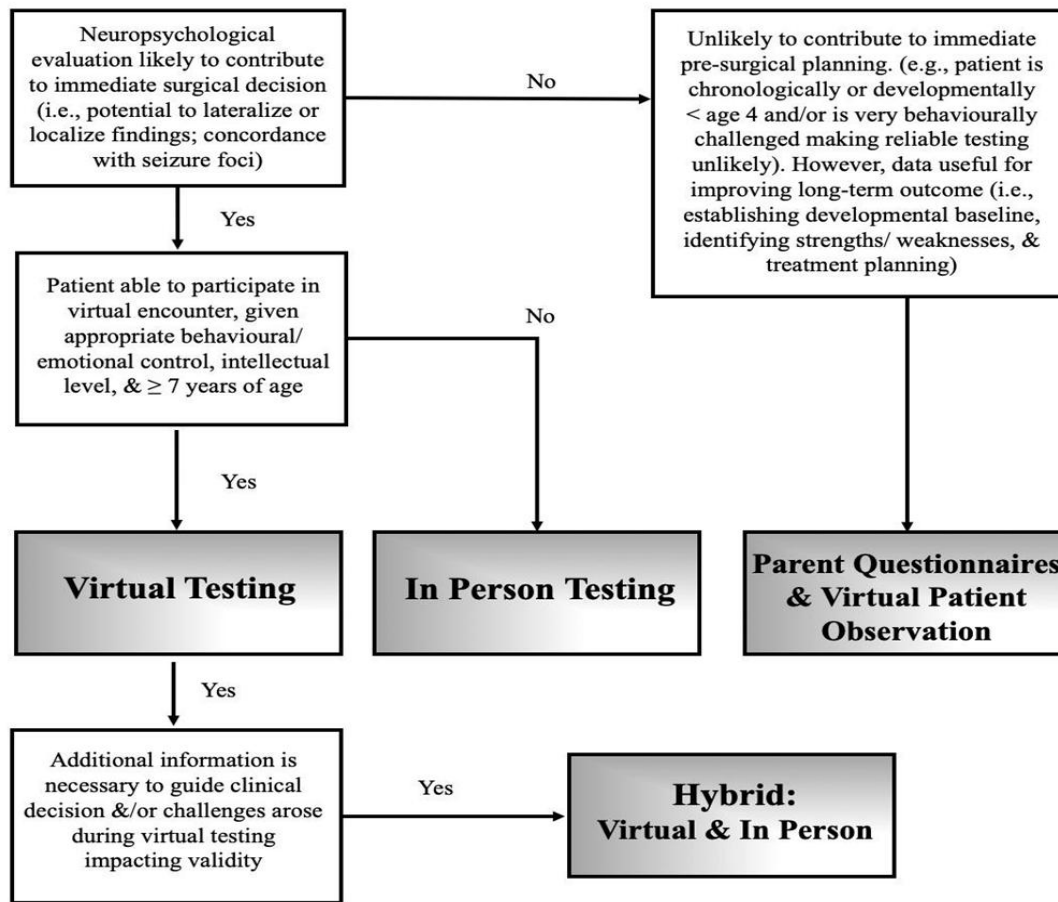 Neuropsychological
evaluation likely to contribute
to immediate surgical decision
(i.e., potential to lateralize or
localize findings; concordance
with seizure foci)
No
Unlikely to contribute to immediate
pre-surgical planning. (e.g., patient is
chronologically or developmentally
< age 4 and/or is very behaviourally
challenged making reliable testing
unlikely). However, data useful for
improving long-term outcome (i.e.,
establishing developmental baseline,
identifying strengths/ weaknesses, &
treatment planning)
Yes
Patient able to participate in
virtual encounter, given
appropriate behavioural/
emotional control, intellectual
level, & ≥ 7 years of age
No
Yes
Virtual Testing
In Person Testing
Parent Questionnaires
& Virtual Patient
Observation
Yes
Additional information is
necessary to guide clinical
decision &/or challenges arose
during virtual testing
impacting validity
Yes
Hybrid:
Virtual & In Person